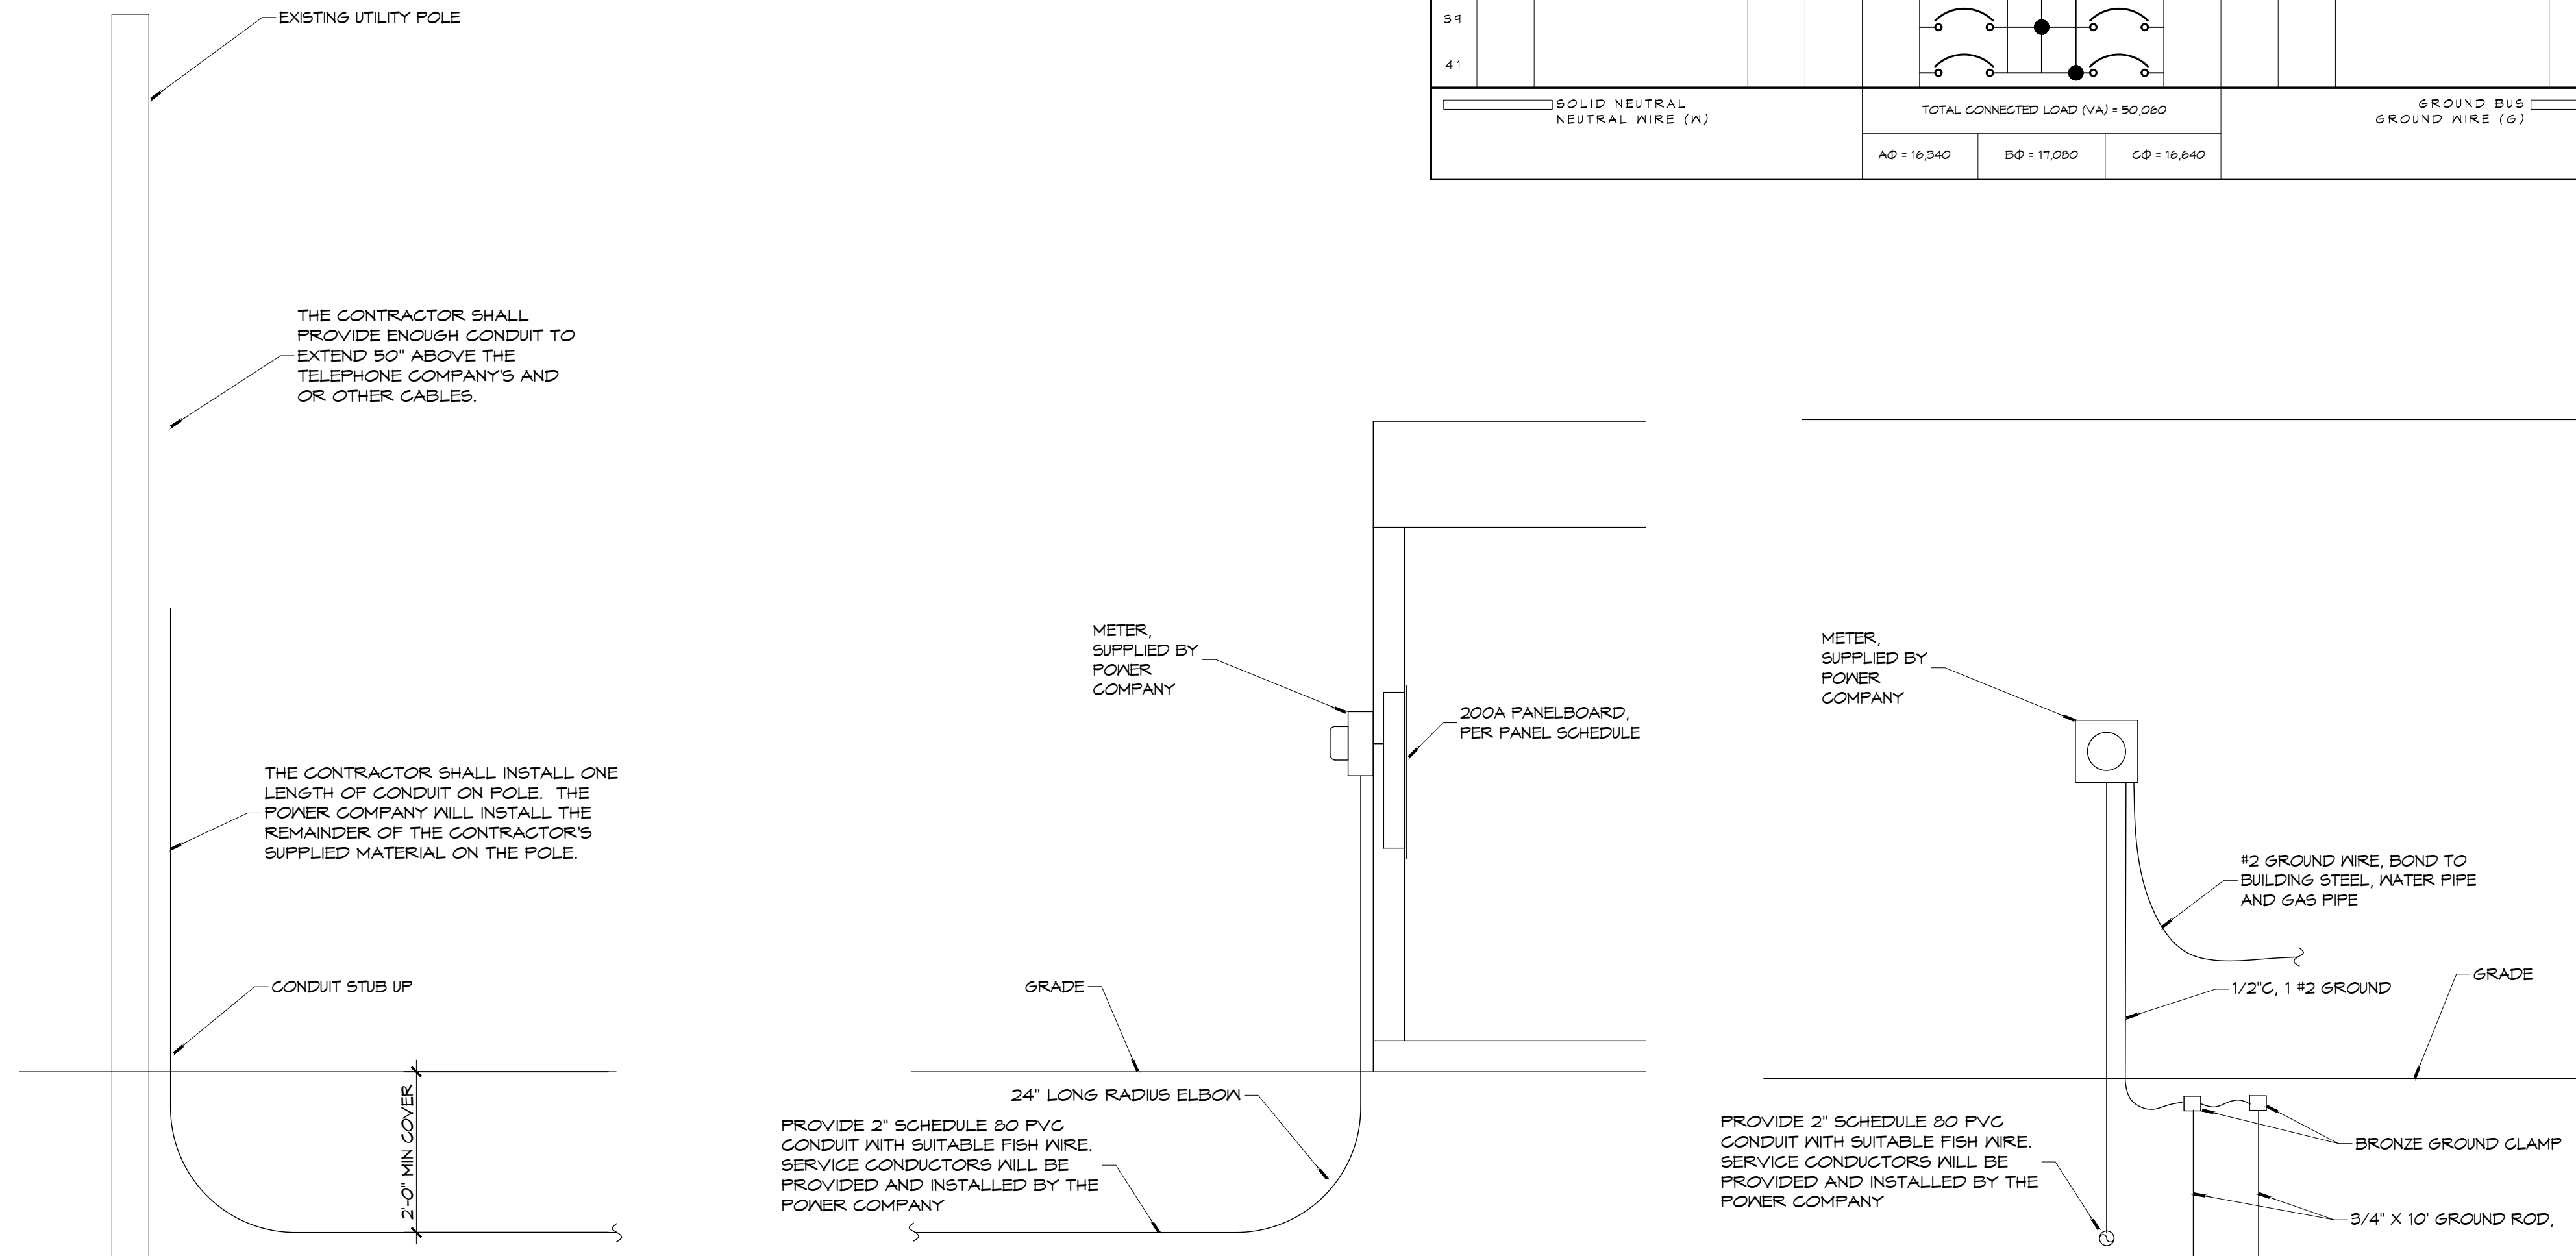 EXISTING UTILITY POLE
39
41
SOLID NEUTRAL
NEUTRAL WIRE (W)
TOTAL CONNECTED LOAD (VA) = 50,060
GROUND BUS
GROUND WIRE (G)
AΦ = 16,340
BΦ = 17,080
CΦ = 16,640
THE CONTRACTOR SHALL
PROVIDE ENOUGH CONDUIT TO
EXTEND 50" ABOVE THE
TELEPHONE COMPANY'S AND
OR OTHER CABLES.
THE CONTRACTOR SHALL INSTALL ONE
LENGTH OF CONDUIT ON POLE. THE
POWER COMPANY WILL INSTALL THE
REMAINDER OF THE CONTRACTOR'S
SUPPLIED MATERIAL ON THE POLE.
CONDUIT STUB UP
2'-0" MIN COVER
METER,
SUPPLIED BY
POWER
COMPANY
200A PANELBOARD,
PER PANEL SCHEDULE
GRADE
24" LONG RADIUS ELBOW
PROVIDE 2" SCHEDULE 80 PVC
CONDUIT WITH SUITABLE FISH WIRE.
SERVICE CONDUCTORS WILL BE
PROVIDED AND INSTALLED BY THE
POWER COMPANY
METER,
SUPPLIED BY
POWER
COMPANY
#2 GROUND WIRE, BOND TO
BUILDING STEEL, WATER PIPE
AND GAS PIPE
GRADE
1/2"C, 1 #2 GROUND
PROVIDE 2" SCHEDULE 80 PVC
CONDUIT WITH SUITABLE FISH WIRE.
SERVICE CONDUCTORS WILL BE
PROVIDED AND INSTALLED BY THE
POWER COMPANY
BRONZE GROUND CLAMP
3/4" X 10' GROUND ROD,